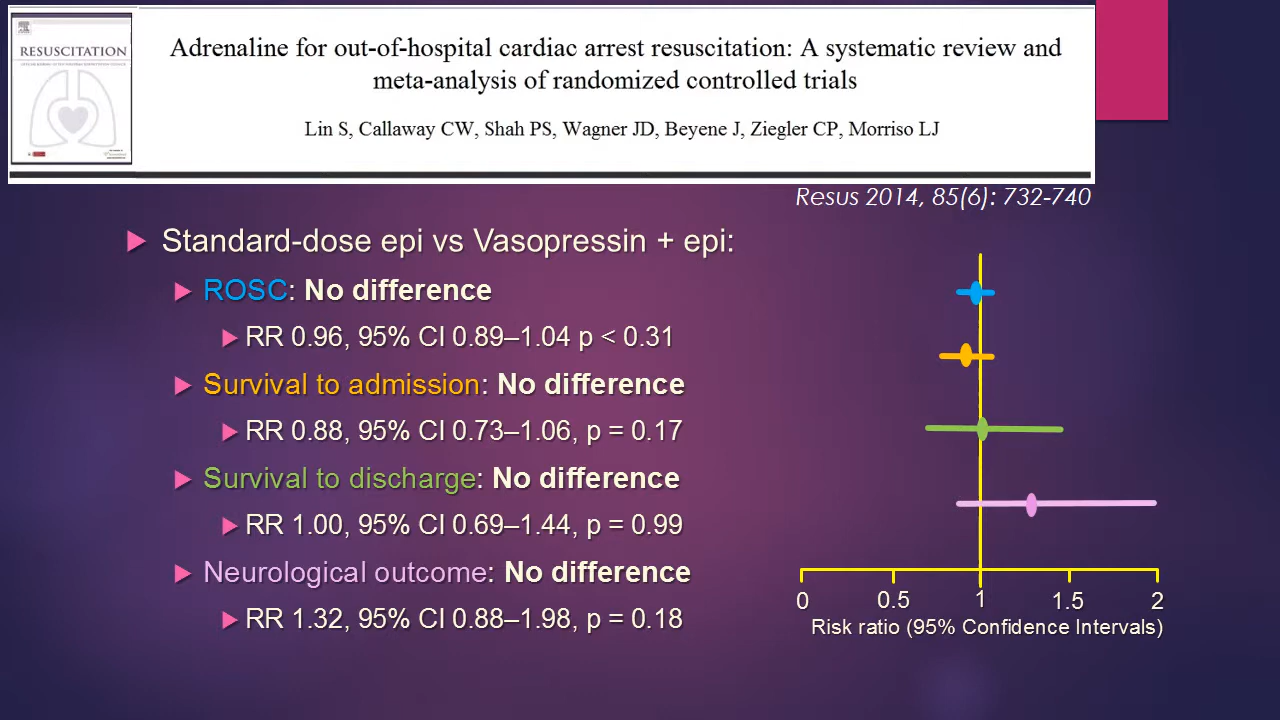 RESUSCITATION
Adrenaline for out-of-hospital cardiac arrest resuscitation: A systematic review and
meta-analysis of randomized controlled trials
Lin S, Callaway CW, Shah PS, Wagner JD, Beyene J, Ziegler CP, Morriso LJ
Resus 2014, 85(6): 732-740
Standard-dose epi vs Vasopressin + epi:
ROSC: No difference
RR 0.96, 95% CI 0.89–1.04 p < 0.31
Survival to admission: No difference
RR 0.88, 95% CI 0.73–1.06, p = 0.17
Survival to discharge: No difference
RR 1.00, 95% CI 0.69–1.44, p = 0.99
Neurological outcome: No difference
RR 1.32, 95% CI 0.88–1.98, p = 0.18
0 0.5 1 1.5 2
Risk ratio (95% Confidence Intervals)